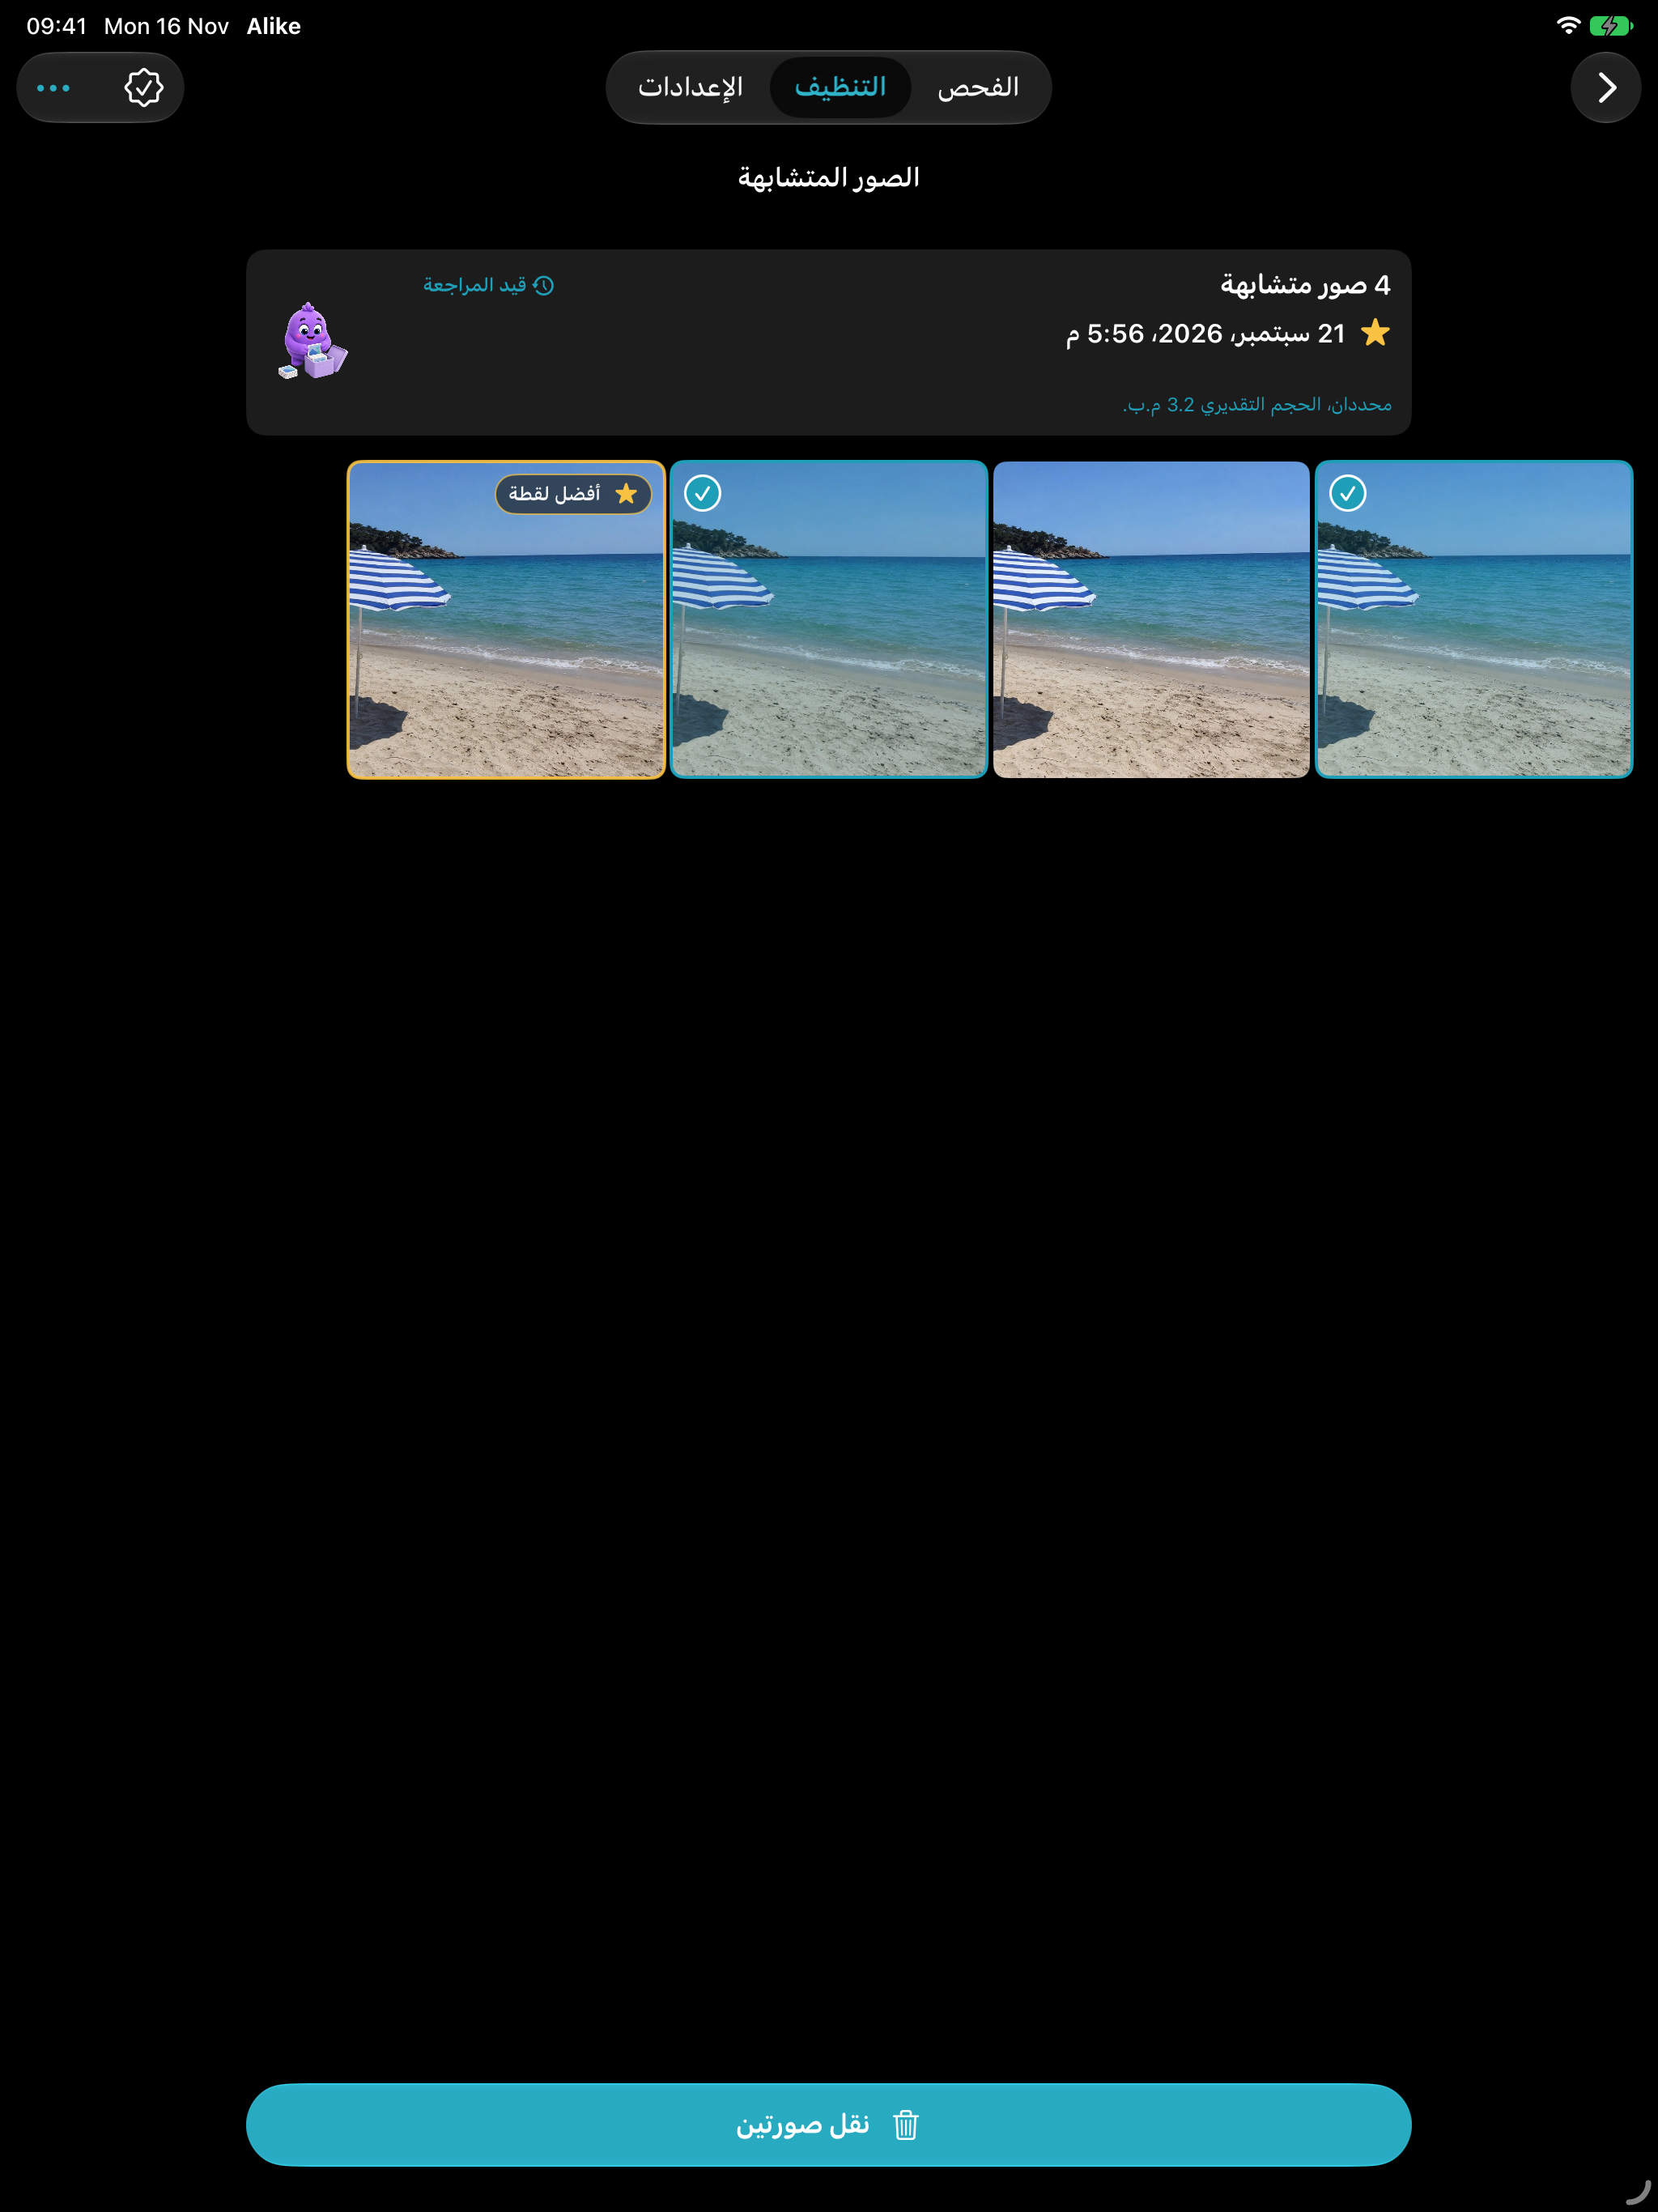 09:41 Mon 16 Nov Alike
الفحص
التنظيف
الإعدادات
الصور المتشابهة
4 صور متشابهة
قيد المراجعة
21 سبتمبر، 2026، 5:56 م
محددان، الحجم التقديري 3.2 م.ب.
أفضل لقطة
نقل صورتين